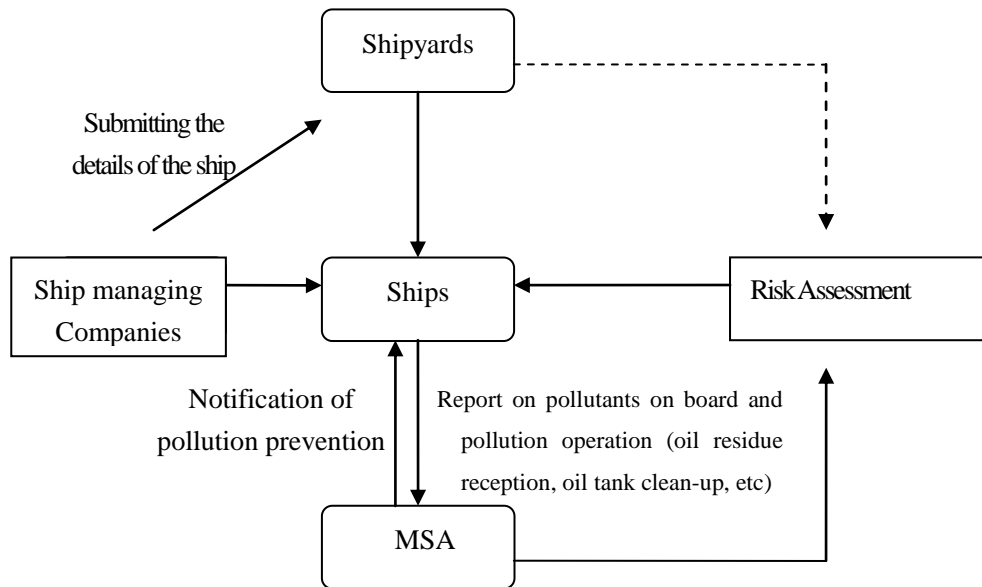 Shipyards
Submitting the
details of the ship
Ship managing
Companies
Ships
Risk Assessment
Notification of
pollution prevention
Report on pollutants on board and
pollution operation (oil residue
reception, oil tank clean-up, etc)
MSA